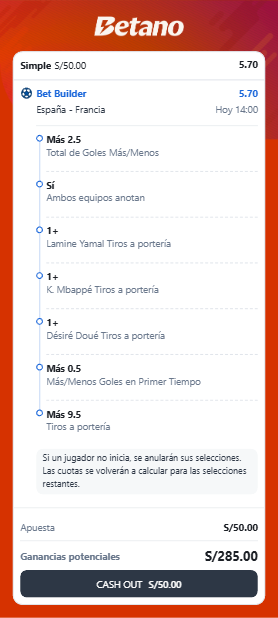 Betano
Simple S/50.00 5.70
Bet Builder 5.70
España - Francia Hoy 14:00
Más 2.5
Total de Goles Más/Menos
Sí
Ambos equipos anotan
1+
Lamine Yamal Tiros a portería
1+
K. Mbappé Tiros a portería
1+
Désiré Doué Tiros a portería
Más 0.5
Más/Menos Goles en Primer Tiempo
Más 9.5
Tiros a portería
Si un jugador no inicia, se anularán sus selecciones.
Las cuotas se volverán a calcular para las selecciones
restantes.
Apuesta S/50.00
Ganancias potenciales S/285.00
CASH OUT S/50.00